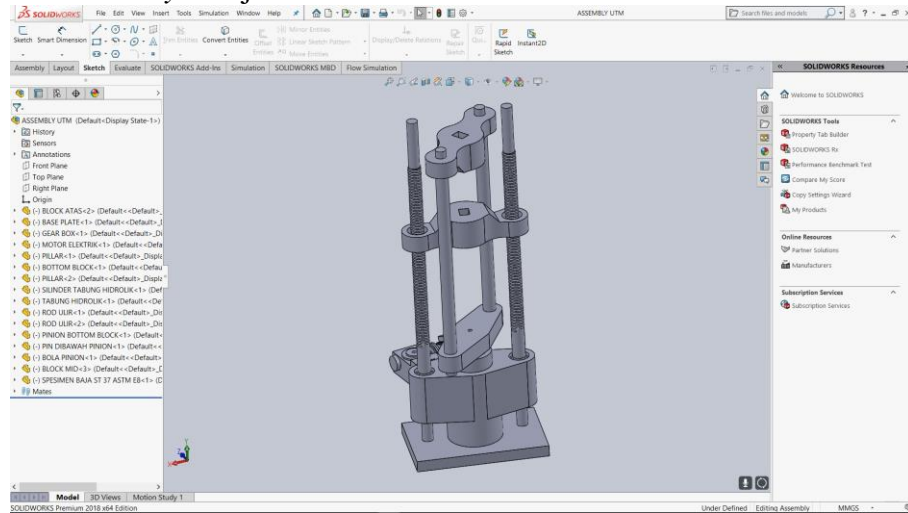 SOLIDWORKS
File Edit View Insert Tools Simulation Window Help
ASSEMBLY UTM
Search files and models
Sketch
Smart Dimension
Trim Entities
Convert Entities
Offset Entities
Mirror Entities
Linear Sketch Pattern
Move Entities
Display/Delete Relations
Repair Sketch
Rapid Sketch
Instant2D
Assembly Layout Sketch Evaluate SOLIDWORKS Add-Ins Simulation SOLIDWORKS MBD Flow Simulation
ASSEMBLY UTM (Default<Display State-1>)
History
Sensors
Annotations
Front Plane
Top Plane
Right Plane
Origin
(-) BLOCK ATAS<2> (Default<<Default>_
(-) BASE PLATE<1> (Default<<Default>_
(-) GEAR BOX<1> (Default<<Default>_Di
(-) MOTOR ELEKTRIK<1> (Default<<Defa
(-) PILLAR<1> (Default<<Default>_Displa
(-) BOTTOM BLOCK<1> (Default<<Defau
(-) PILLAR<2> (Default<<Default>_Displa
(-) SILINDER TABUNG HIDROLIK<1> (Def
(-) TABUNG HIDROLIK<1> (Default<<De
(-) ROD ULIR<1> (Default<<Default>_Dis
(-) ROD ULIR<2> (Default<<Default>_Dis
(-) PINION BOTTOM BLOCK<1> (Default<
(-) PIN DIBAWAH PINION<1> (Default<<
(-) BOLA PINION<1> (Default<<Default>
(-) BLOCK MID<3> (Default<<Default>_D
(-) SPESIMEN BAJA ST 37 ASTM E8<1> (D
Mates
SOLIDWORKS Resources
Welcome to SOLIDWORKS
SOLIDWORKS Tools
Property Tab Builder
SOLIDWORKS Rx
Performance Benchmark Test
Compare My Score
Copy Settings Wizard
My Products
Online Resources
Partner Solutions
Manufacturers
Subscription Services
Subscription Services
Model 3D Views Motion Study 1
SOLIDWORKS Premium 2018 x64 Edition
Under Defined Editing Assembly MMGS